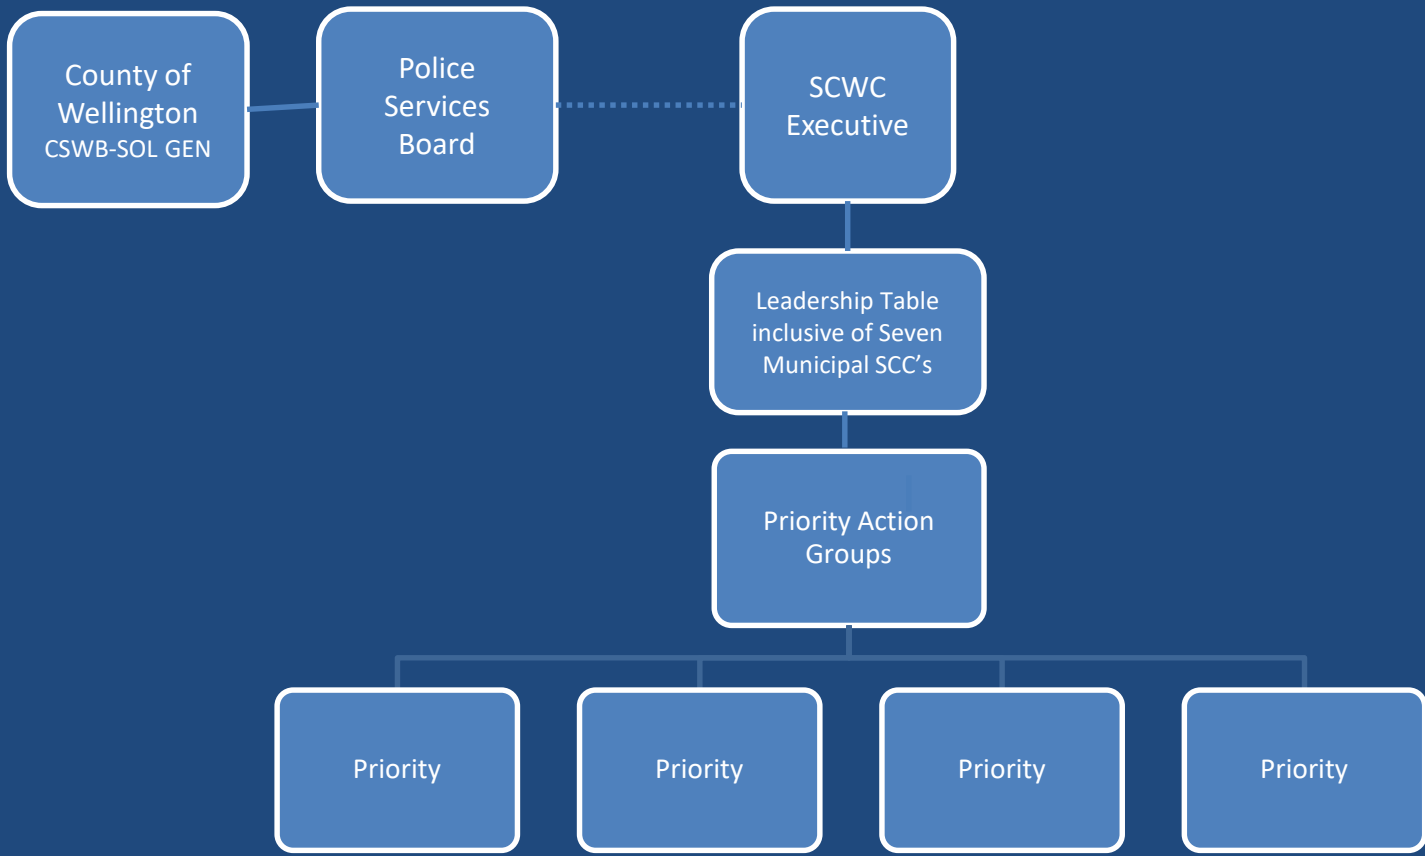 County of
Wellington
CSWB-SOL GEN
Police
Services
Board
SCWC
Executive
Leadership Table
inclusive of Seven
Municipal SCC’s
Priority Action
Groups
Priority
Priority
Priority
Priority